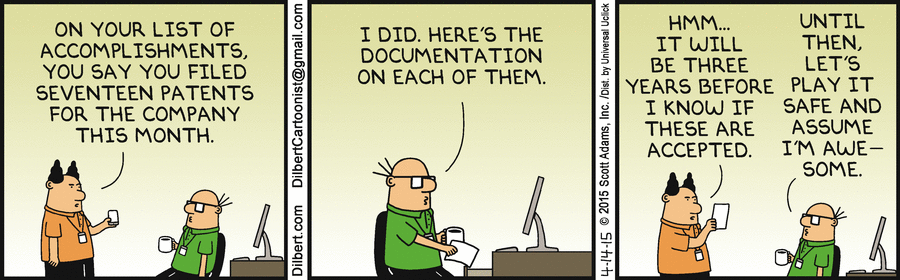 ON YOUR LIST OF
ACCOMPLISHMENTS,
YOU SAY YOU FILED
SEVENTEEN PATENTS
FOR THE COMPANY
THIS MONTH.
Dilbert.com DilbertCartoonist@gmail.com
I DID. HERE'S THE
DOCUMENTATION
ON EACH OF THEM.
4-14-15 © 2015 Scott Adams, Inc. /Dist. by Universal Uclick
HMM...
IT WILL
BE THREE
YEARS BEFORE
I KNOW IF
THESE ARE
ACCEPTED.
UNTIL
THEN,
LET'S
PLAY IT
SAFE AND
ASSUME
I'M AWE-
SOME.